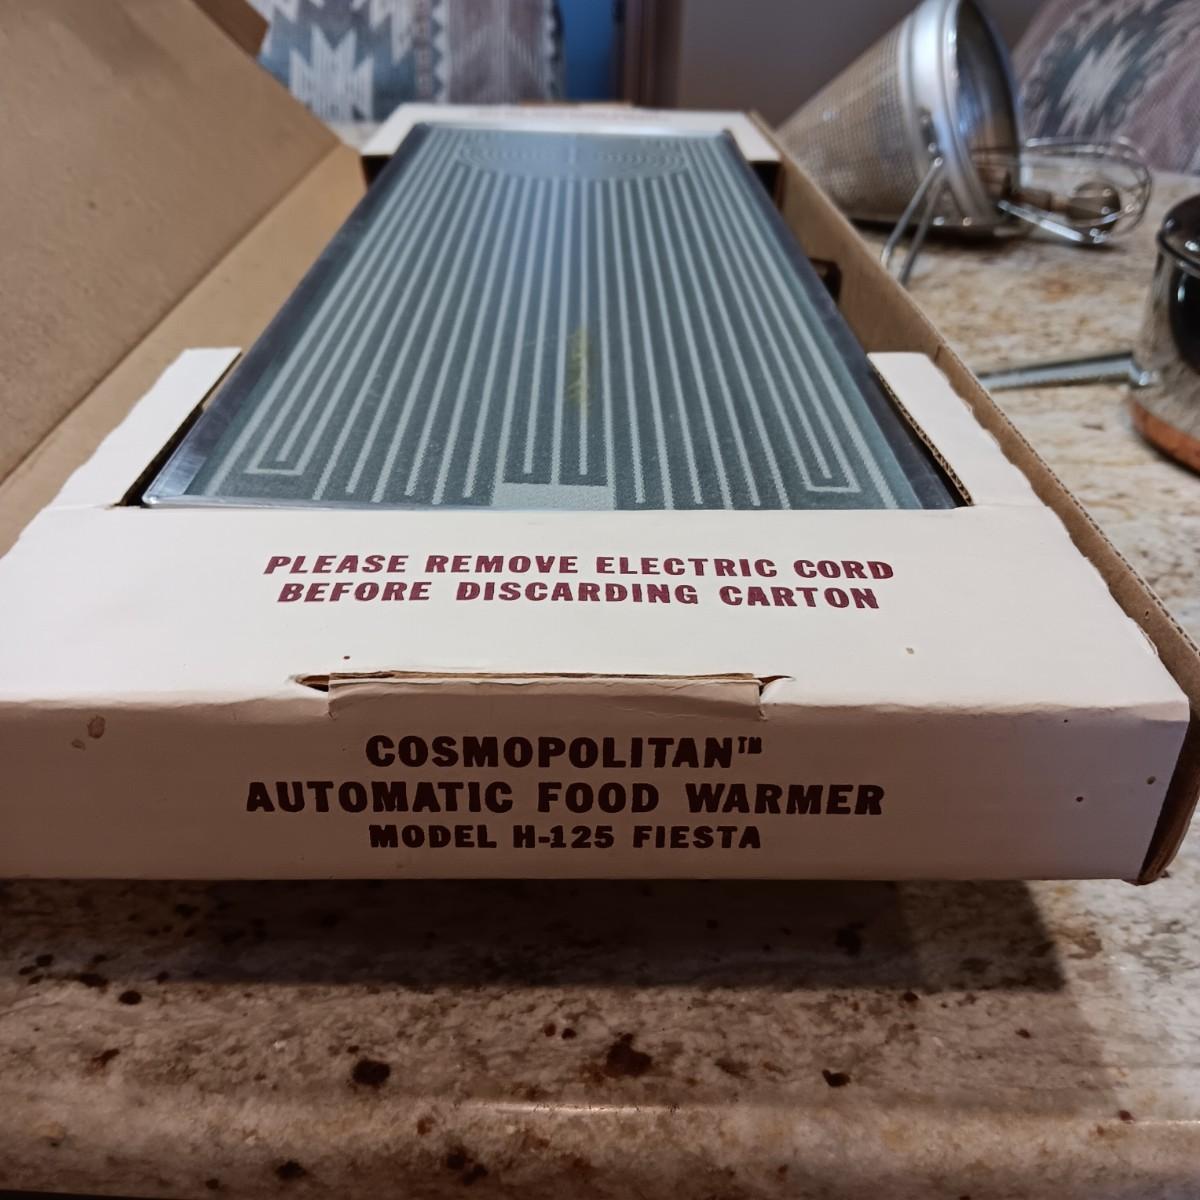 PLEASE REMOVE ELECTRIC CORD
BEFORE DISCARDING CARTON
COSMOPOLITAN™
AUTOMATIC FOOD WARMER
MODEL H-125 FIESTA